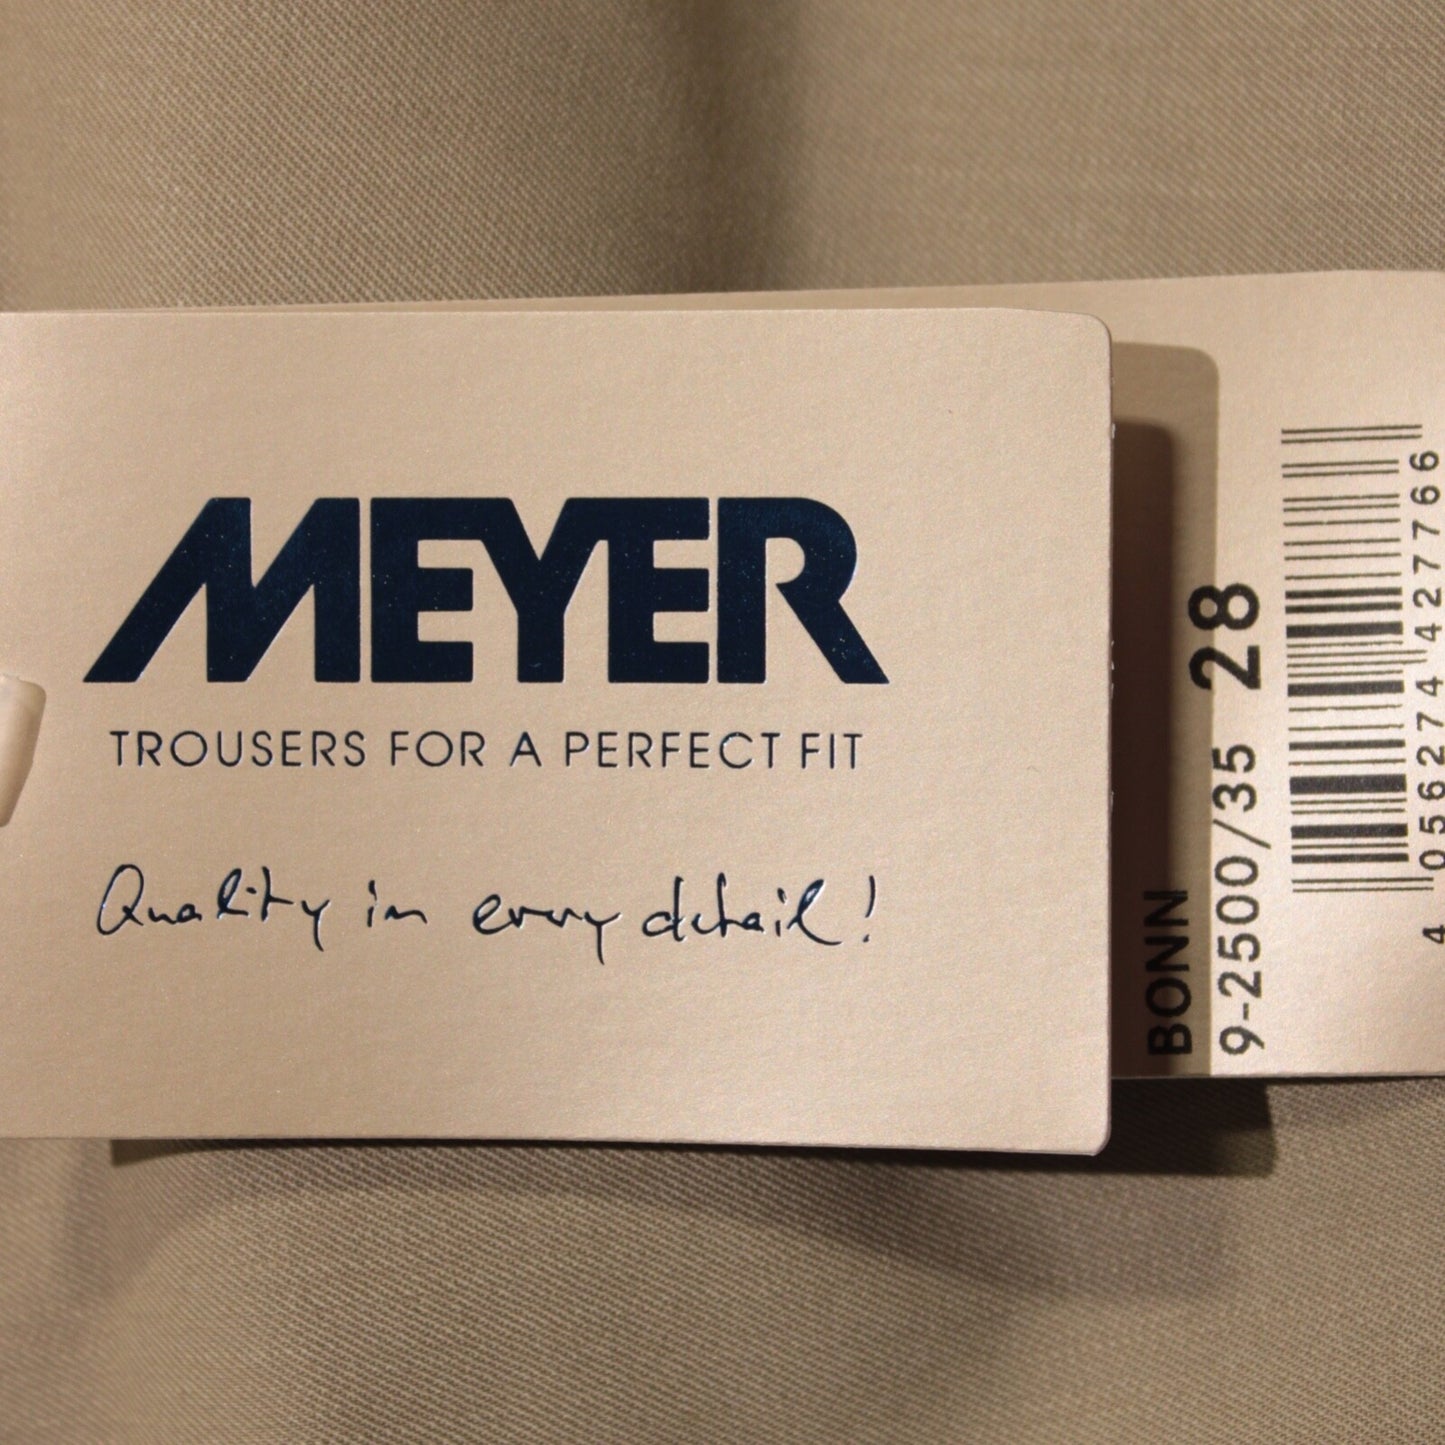 MEYER
TROUSERS FOR A PERFECT FIT
Quality in every detail!
BONN
9-2500/35 28
4 056274 427766